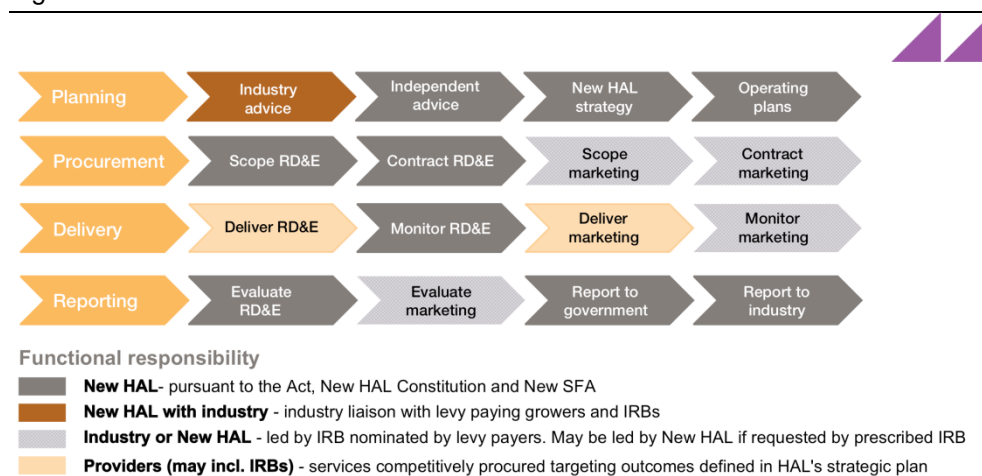 Planning
Industry
advice
Independent
advice
New HAL
strategy
Operating
plans
Procurement
Scope RD&E
Contract RD&E
Scope
marketing
Contract
marketing
Delivery
Deliver RD&E
Monitor RD&E
Deliver
marketing
Monitor
marketing
Reporting
Evaluate
RD&E
Evaluate
marketing
Report to
government
Report to
industry
Functional responsibility
New HAL- pursuant to the Act, New HAL Constitution and New SFA
New HAL with industry - industry liaison with levy paying growers and IRBs
Industry or New HAL - led by IRB nominated by levy payers. May be led by New HAL if requested by prescribed IRB
Providers (may incl. IRBs) - services competitively procured targeting outcomes defined in HAL's strategic plan